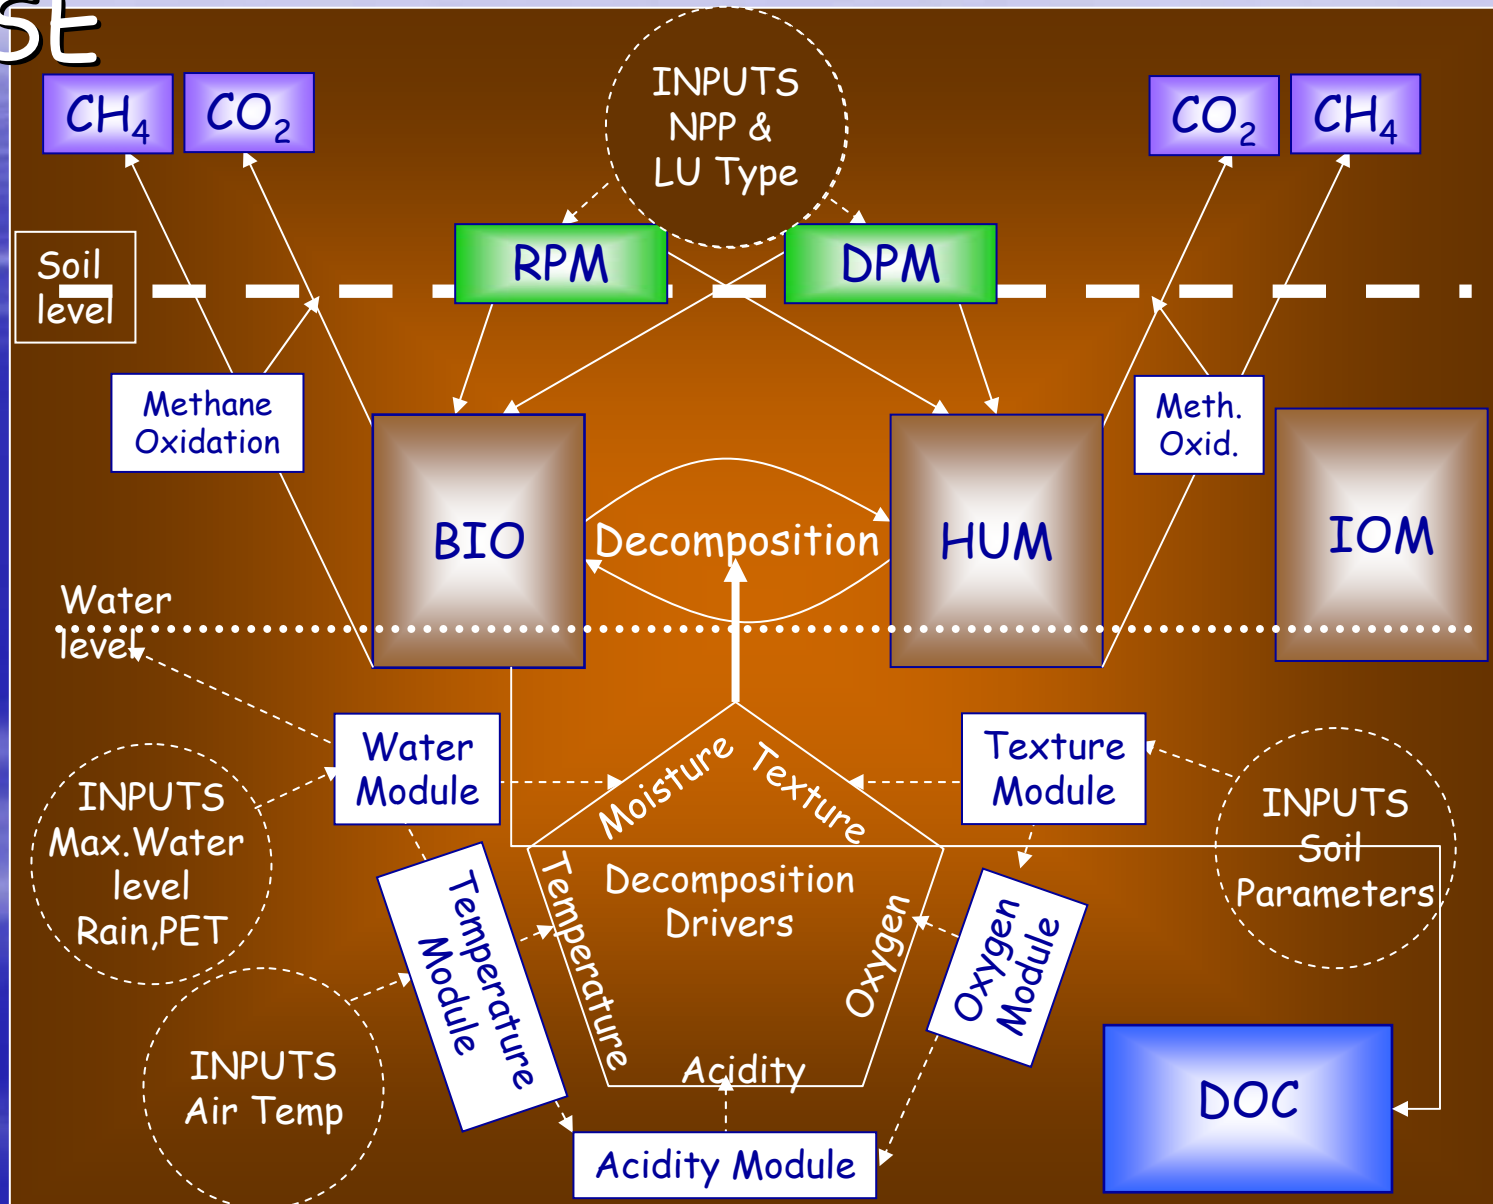 SE
CH₄
CO₂
INPUTS
NPP &
LU Type
CO₂
CH₄
RPM
DPM
Soil
level
Methane
Oxidation
Meth.
Oxid.
BIO
Decomposition
HUM
IOM
Water
level
Water
Module
Moisture
Texture
Texture
Module
INPUTS
Max.Water
level
Rain,PET
INPUTS
Soil
Parameters
Temperature
Module
Temperature
Decomposition
Drivers
Oxygen
Oxygen
Module
INPUTS
Air Temp
Acidity
Acidity Module
DOC